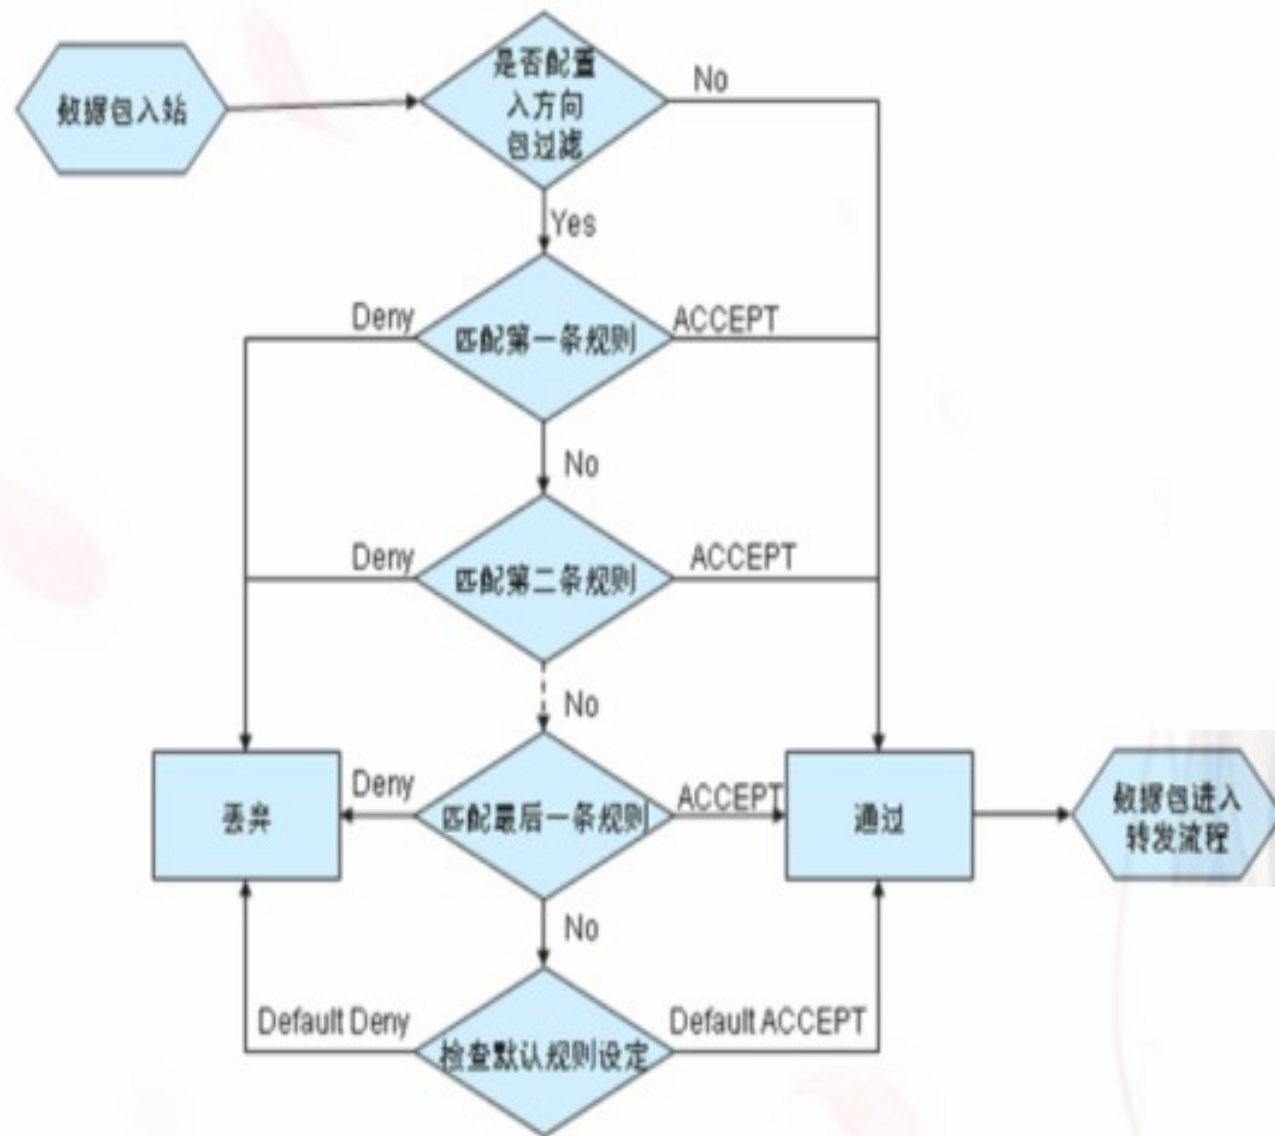 数据包入站
是否配置
入方向
包过滤
No
Yes
Deny
匹配第一条规则
ACCEPT
No
Deny
匹配第二条规则
ACCEPT
No
丢弃
Deny
匹配最后一条规则
ACCEPT
通过
数据包进入
转发流程
No
Default Deny
检查默认规则设定
Default ACCEPT